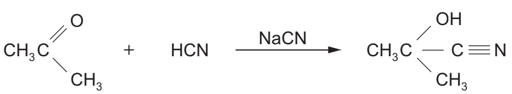 O OH
NaCN
CH3C + HCN CH3C C N
CH3 CH3